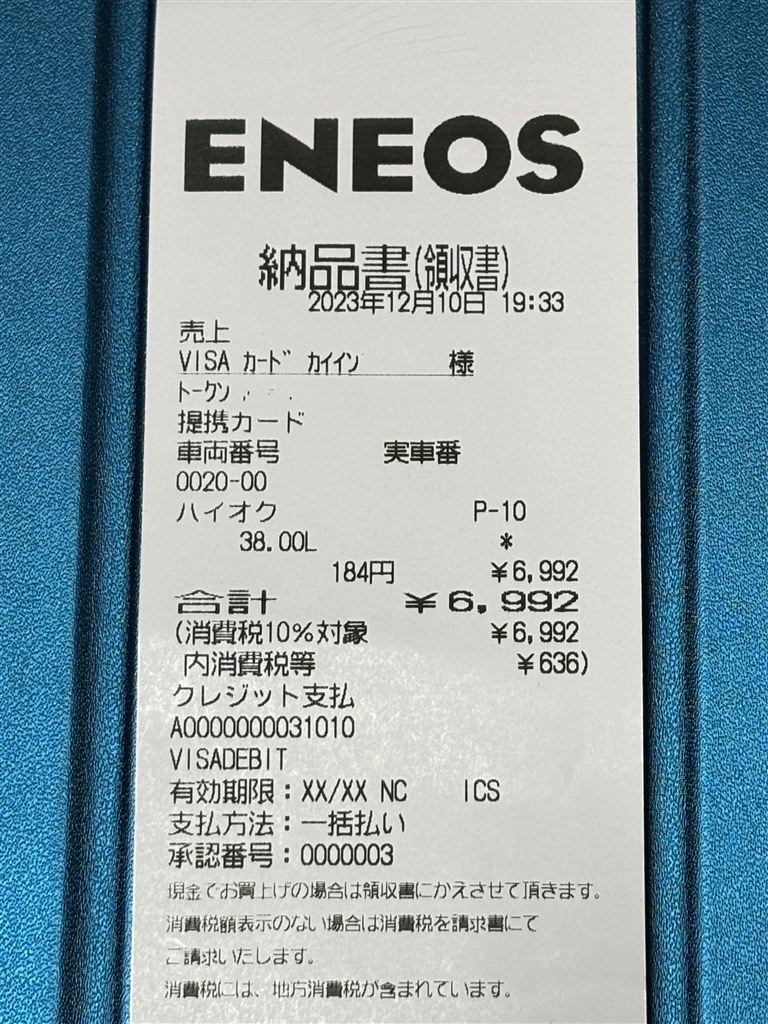 ENEOS
納品書(領収書)
2023年12月10日 19:33
売上
VISA カード カイイン 様
トークン
提携カード
車両番号 実車番
0020-00
ハイオク P-10
38.00L *
184円 ¥6,992
合計 ¥6,992
(消費税10%対象 ¥6,992
内消費税等 ¥636)
クレジット支払
A0000000031010
VISADEBIT
有効期限:XX/XX NC ICS
支払方法:一括払い
承認番号:0000003
現金でお買上げの場合は領収書にかえさせて頂きます。
消費税額表示のない場合は消費税を請求書にて
ご請求いたします。
消費税には、地方消費税が含まれています。